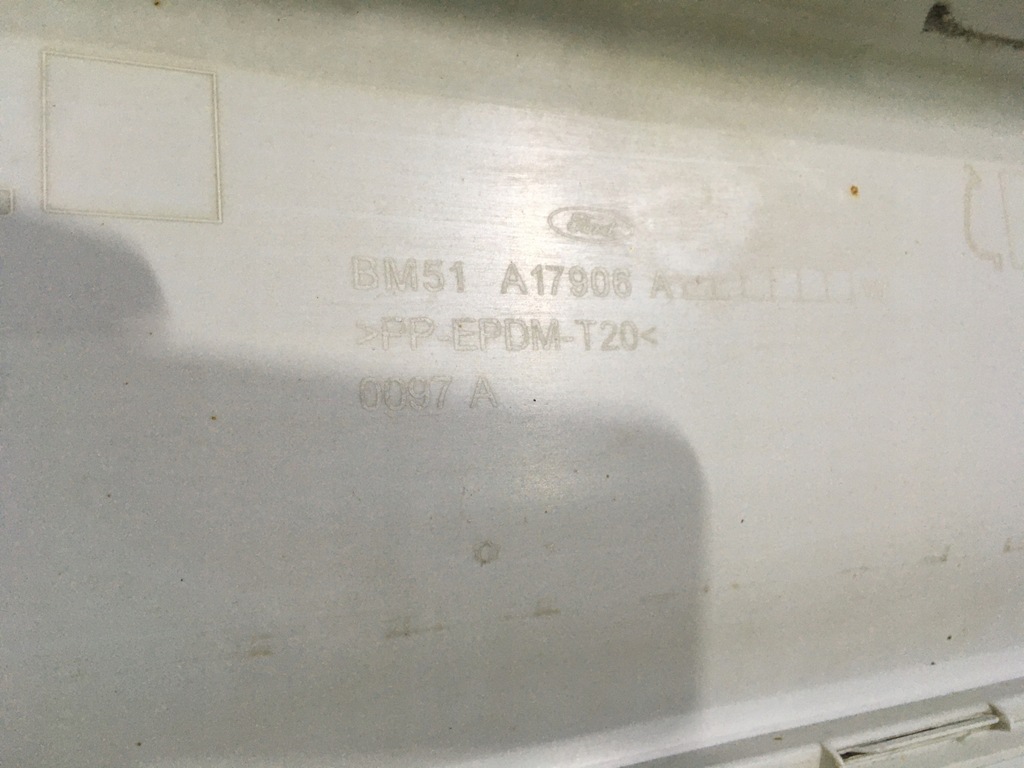 Ford
BM51 A17906 A
>PP-EPDM-T20<
0097 A